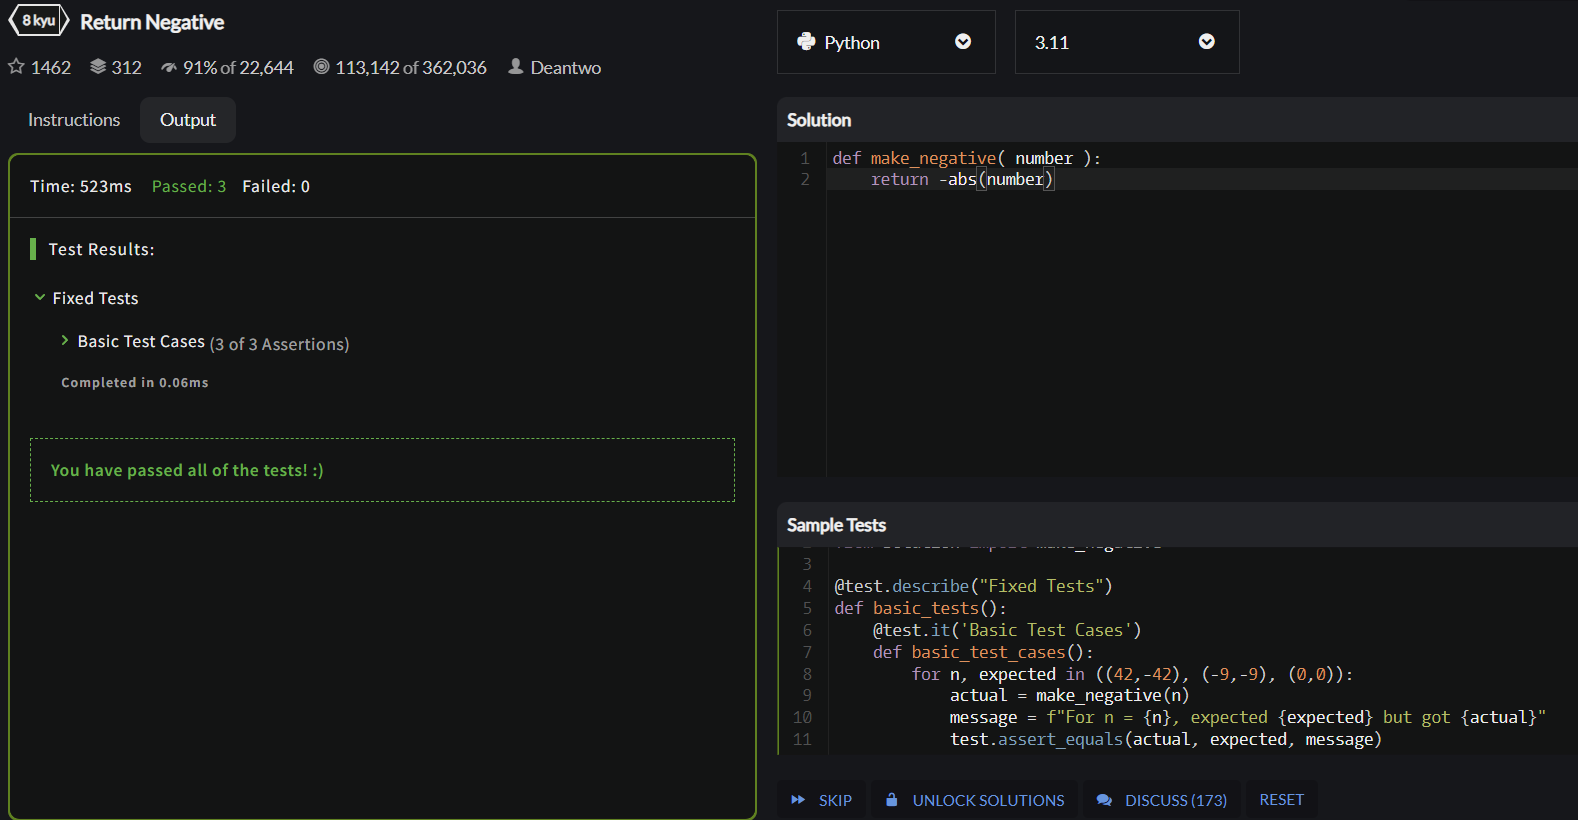 8 kyu Return Negative
1462 312 91% of 22,644 113,142 of 362,036 Deantwo
Instructions Output
Time: 523ms Passed: 3 Failed: 0
Test Results:
Fixed Tests
Basic Test Cases (3 of 3 Assertions)
Completed in 0.06ms
You have passed all of the tests! :)
Python 3.11
Solution
1 def make_negative( number ):
2     return -abs(number)
Sample Tests
3
4 @test.describe("Fixed Tests")
5 def basic_tests():
6     @test.it('Basic Test Cases')
7     def basic_test_cases():
8         for n, expected in ((42,-42), (-9,-9), (0,0)):
9             actual = make_negative(n)
10             message = f"For n = {n}, expected {expected} but got {actual}"
11             test.assert_equals(actual, expected, message)
SKIP UNLOCK SOLUTIONS DISCUSS (173) RESET